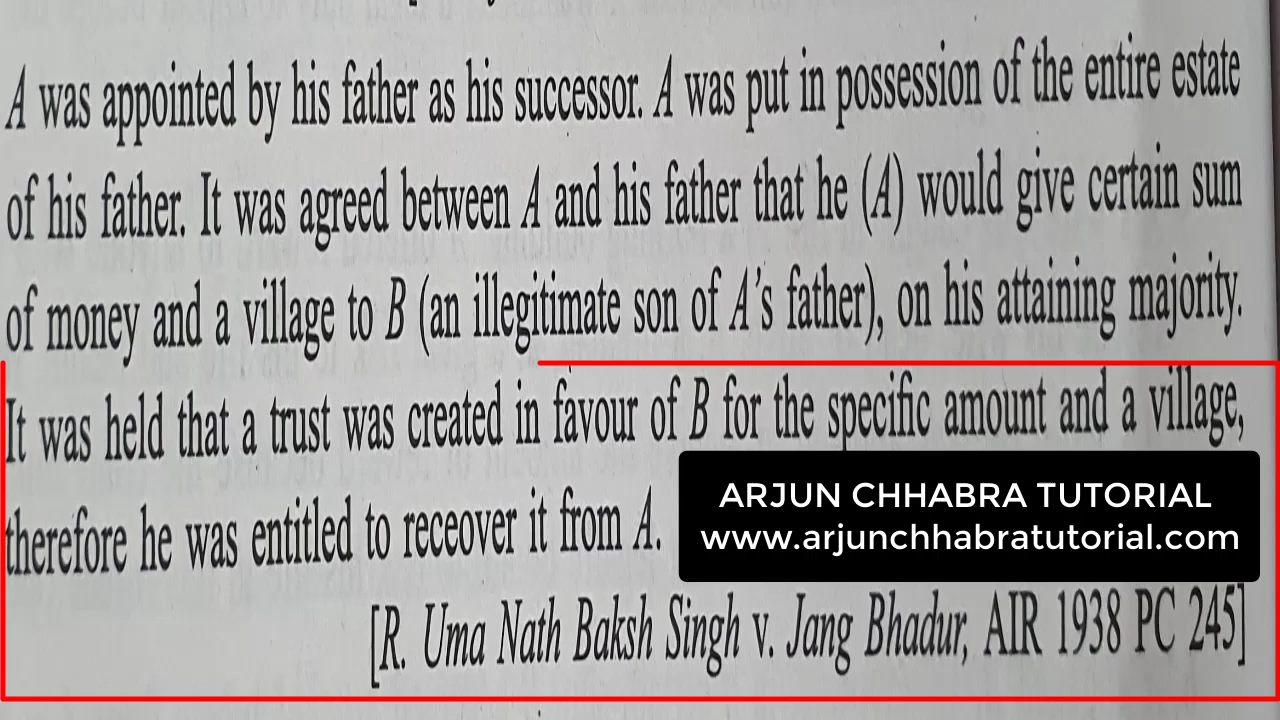 A was appointed by his father as his successor. A was put in possession of the entire estate
of his father. It was agreed between A and his father that he (A) would give certain sum
of money and a village to B (an illegitimate son of A's father), on his attaining majority.
It was held that a trust was created in favour of B for the specific amount and a village,
therefore he was entitled to receover it from A.
ARJUN CHHABRA TUTORIAL
www.arjunchhabratutorial.com
[R. Uma Nath Baksh Singh v. Jang Bhadur, AIR 1938 PC 245]